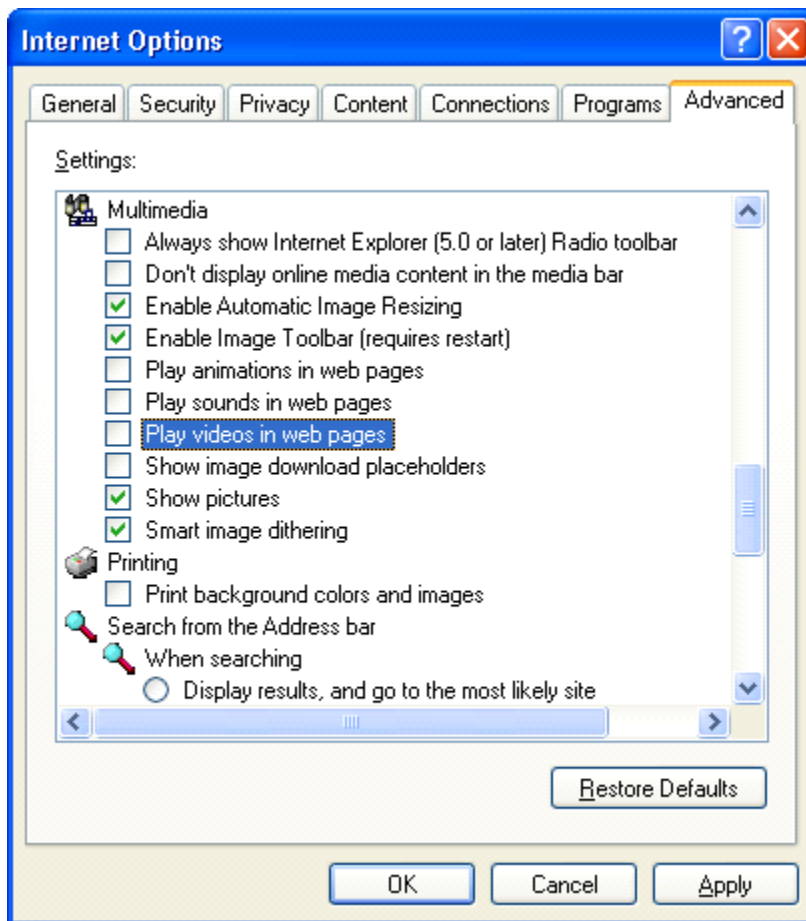 Internet Options
General Security Privacy Content Connections Programs Advanced
Settings:
Multimedia
Always show Internet Explorer (5.0 or later) Radio toolbar
Don't display online media content in the media bar
Enable Automatic Image Resizing
Enable Image Toolbar (requires restart)
Play animations in web pages
Play sounds in web pages
Play videos in web pages
Show image download placeholders
Show pictures
Smart image dithering
Printing
Print background colors and images
Search from the Address bar
When searching
Display results, and go to the most likely site
Restore Defaults
OK Cancel Apply